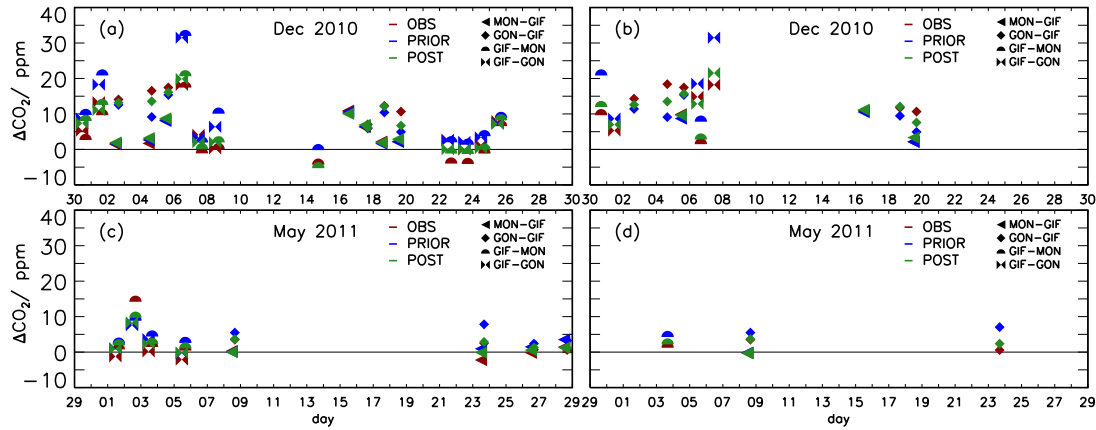 (a) Dec 2010
OBS
PRIOR
POST
MON-GIF
GON-GIF
GIF-MON
GIF-GON
ΔCO2/ ppm
40
30
20
10
0
-10
30 02 04 06 08 10 12 14 16 18 20 22 24 26 28 30
(b) Dec 2010
OBS
PRIOR
POST
MON-GIF
GON-GIF
GIF-MON
GIF-GON
30 02 04 06 08 10 12 14 16 18 20 22 24 26 28 30
(c) May 2011
OBS
PRIOR
POST
MON-GIF
GON-GIF
GIF-MON
GIF-GON
ΔCO2/ ppm
40
30
20
10
0
-10
29 01 03 05 07 09 11 13 15 17 19 21 23 25 27 29
day
(d) May 2011
OBS
PRIOR
POST
MON-GIF
GON-GIF
GIF-MON
GIF-GON
29 01 03 05 07 09 11 13 15 17 19 21 23 25 27 29
day